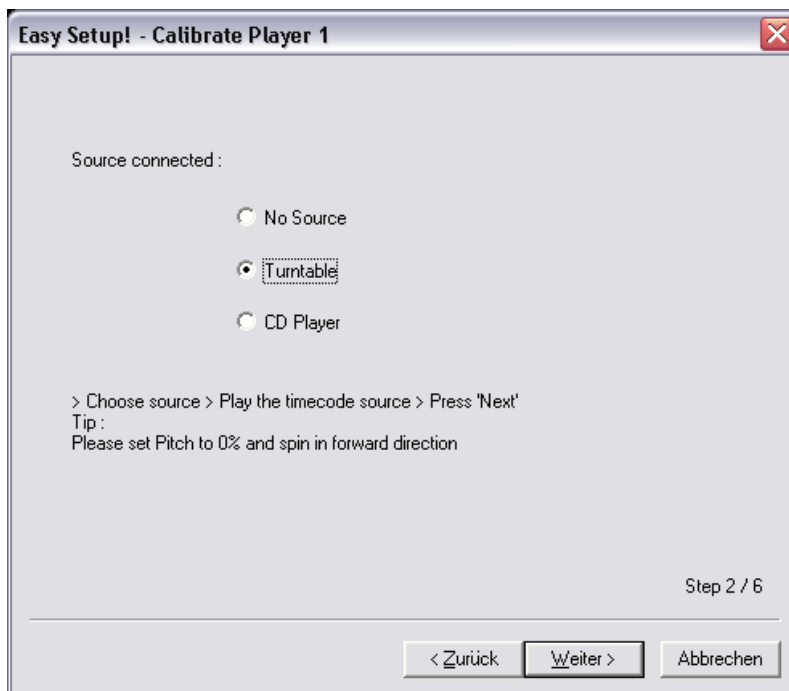 Easy Setup! - Calibrate Player 1
Source connected :
No Source
Turntable
CD Player
> Choose source > Play the timecode source > Press 'Next'
Tip :
Please set Pitch to 0% and spin in forward direction
Step 2 / 6
< Zurück Weiter > Abbrechen